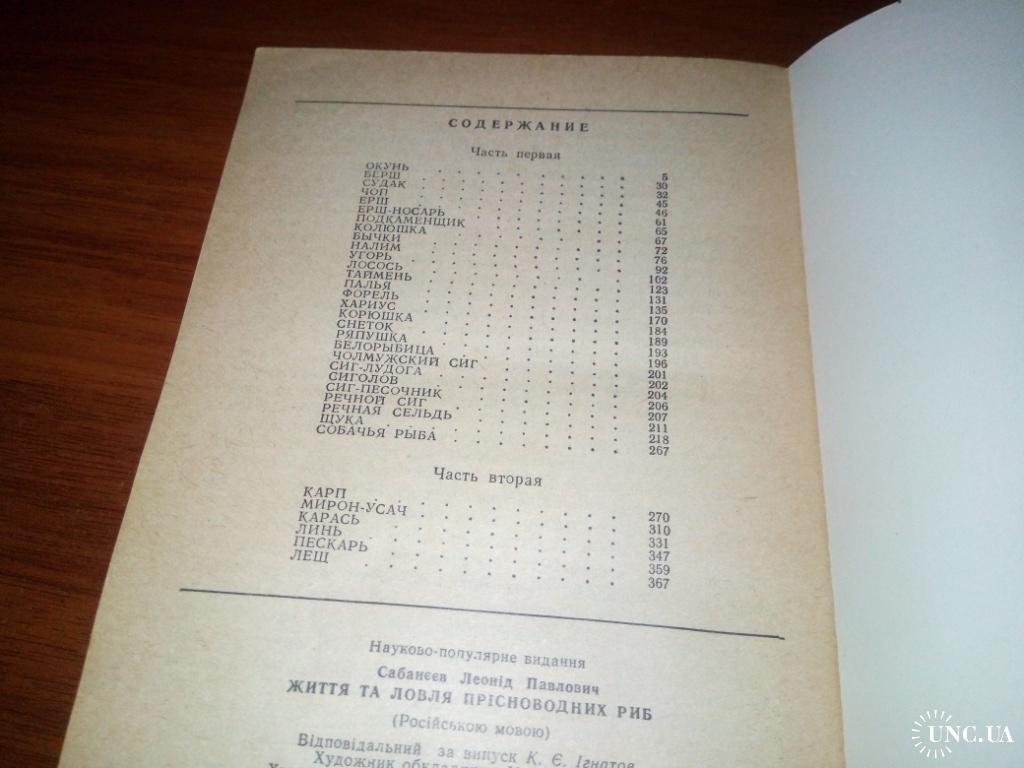 СОДЕРЖАНИЕ
Часть первая
ОКУНЬ . . . . . . . . . 5
БЕРШ . . . . . . . . . 30
СУДАК . . . . . . . . . 32
ЧОП . . . . . . . . . 45
ЕРШ . . . . . . . . . 46
ЕРШ-НОСАРЬ . . . . . . . . 61
ПОДКАМЕНЩИК . . . . . . . 65
КОЛЮШКА . . . . . . . . 67
БЫЧКИ . . . . . . . . . 72
НАЛИМ . . . . . . . . . 76
УГОРЬ . . . . . . . . . 92
ЛОСОСЬ . . . . . . . . . 102
ТАЙМЕНЬ . . . . . . . . 123
ПАЛЬЯ . . . . . . . . . 131
ФОРЕЛЬ . . . . . . . . . 135
ХАРИУС . . . . . . . . . 170
КОРЮШКА . . . . . . . . 184
СНЕТОК . . . . . . . . . 189
РЯПУШКА . . . . . . . . 193
БЕЛОРЫБИЦА . . . . . . . . 196
ЧОЛМУЖСКИЙ СИГ . . . . . . 201
СИГ-ЛУДОГА . . . . . . . . 202
СИГОЛОВ . . . . . . . . 204
СИГ-ПЕСОЧНИК . . . . . . . 206
РЕЧНОЙ СИГ . . . . . . . . 207
РЕЧНАЯ СЕЛЬДЬ . . . . . . . 211
ЩУКА . . . . . . . . . 218
СОБАЧЬЯ РЫБА . . . . . . . 267
Часть вторая
КАРП . . . . . . . . . 270
МИРОН-УСАЧ . . . . . . . . 310
КАРАСЬ . . . . . . . . . 331
ЛИНЬ . . . . . . . . . 347
ПЕСКАРЬ . . . . . . . . 359
ЛЕЩ . . . . . . . . . 367
Науково-популярне видання
Сабанєєв Леонід Павлович
ЖИТТЯ ТА ЛОВЛЯ ПРІСНОВОДНИХ РИБ
(Російською мовою)
Відповідальний за випуск К. Є. Ігнатов
Художник
UNC.UA